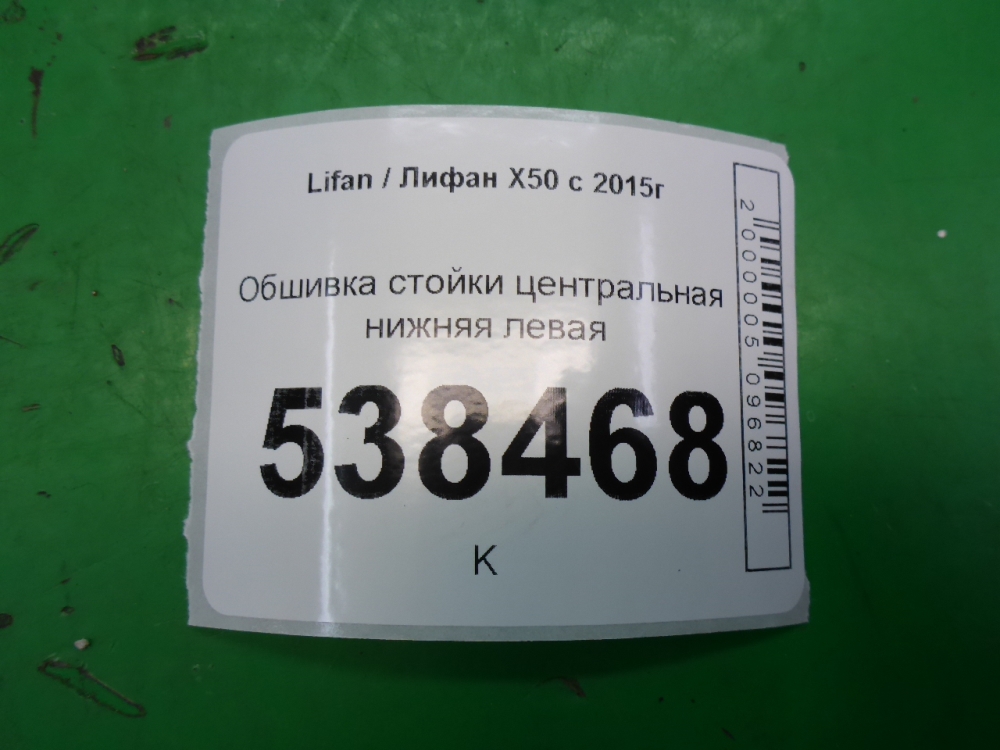 Lifan / Лифан X50 с 2015г
Обшивка стойки центральная
нижняя левая
538468
К
2000005096822